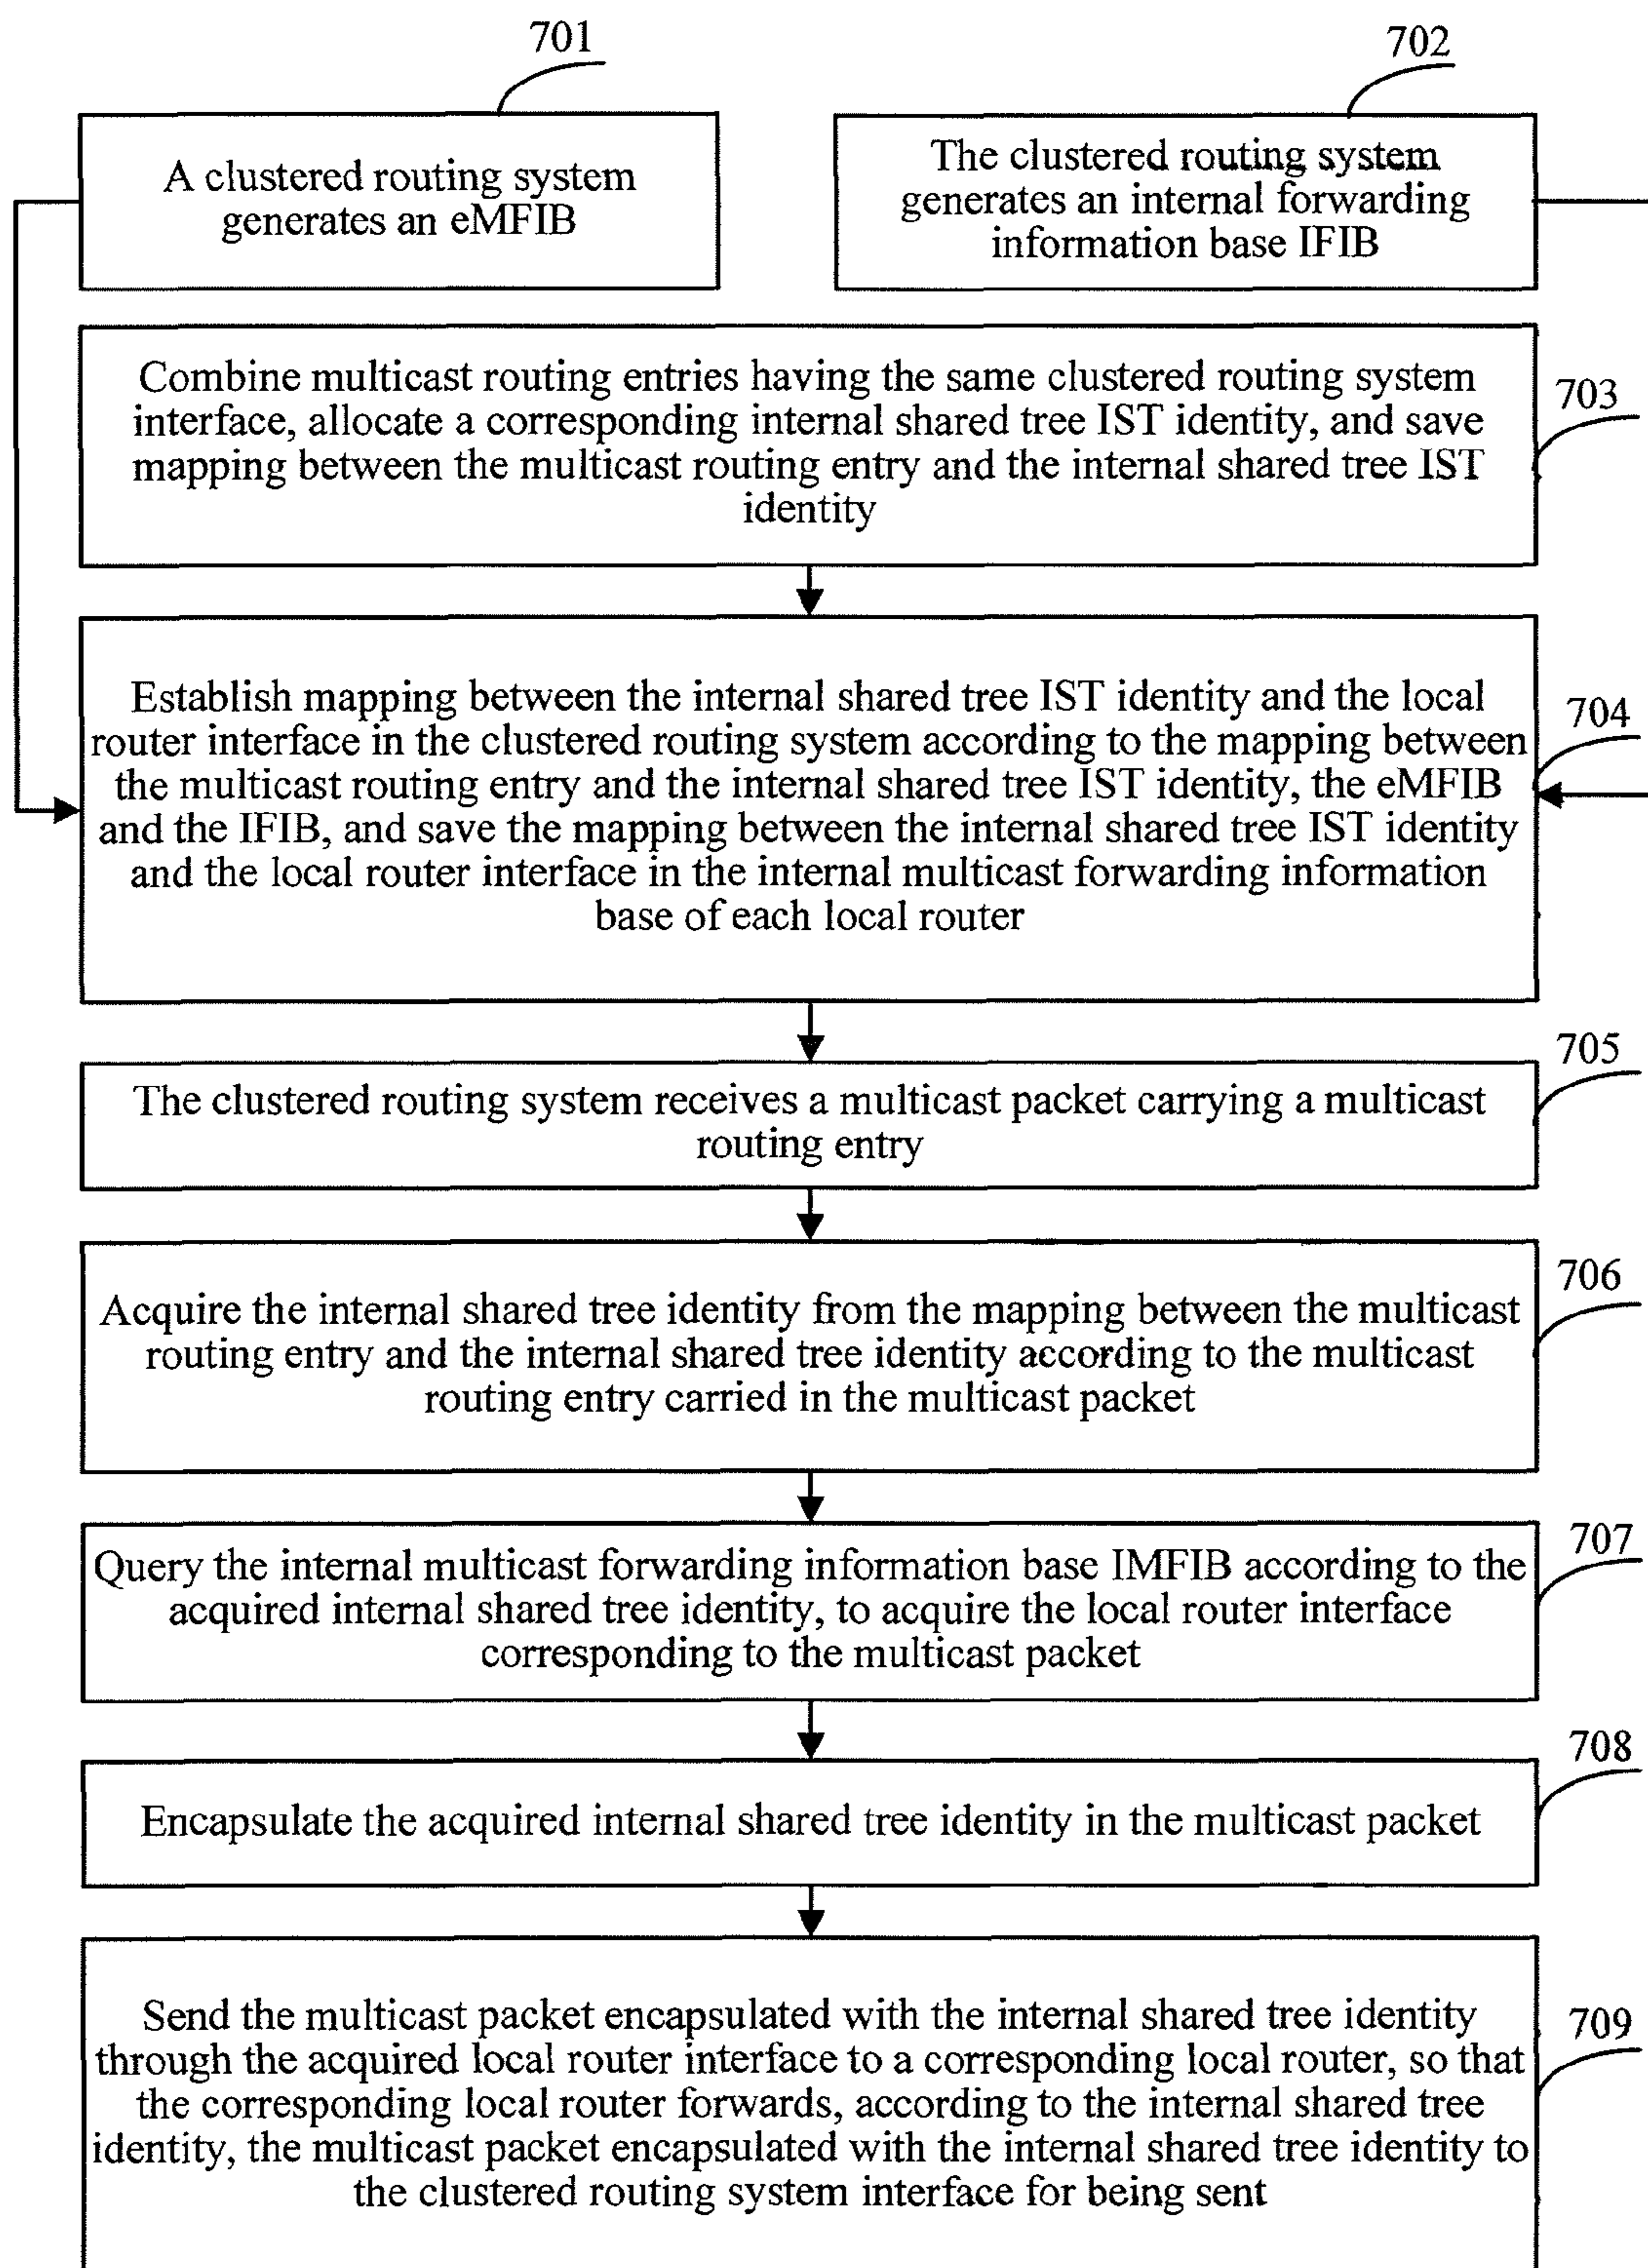 701
702
A clustered routing system
generates an eMFIB
The clustered routing system
generates an internal forwarding
information base IFIB
Combine multicast routing entries having the same clustered routing system
interface, allocate a corresponding internal shared tree IST identity, and save
mapping between the multicast routing entry and the internal shared tree IST
identity
703
Establish mapping between the internal shared tree IST identity and the local
router interface in the clustered routing system according to the mapping between
the multicast routing entry and the internal shared tree IST identity, the eMFIB
and the IFIB, and save the mapping between the internal shared tree IST identity
and the local router interface in the internal multicast forwarding information
base of each local router
704
The clustered routing system receives a multicast packet carrying a multicast
routing entry
705
Acquire the internal shared tree identity from the mapping between the multicast
routing entry and the internal shared tree identity according to the multicast
routing entry carried in the multicast packet
706
Query the internal multicast forwarding information base IMFIB according to the
acquired internal shared tree identity, to acquire the local router interface
corresponding to the multicast packet
707
Encapsulate the acquired internal shared tree identity in the multicast packet
708
Send the multicast packet encapsulated with the internal shared tree identity
through the acquired local router interface to a corresponding local router, so that
the corresponding local router forwards, according to the internal shared tree
identity, the multicast packet encapsulated with the internal shared tree identity to
the clustered routing system interface for being sent
709